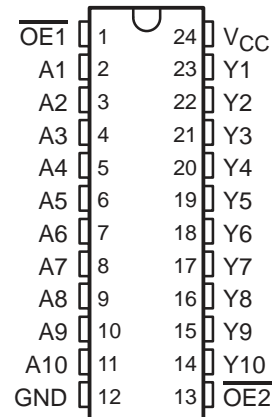 O̅E̅1̅ 1 24 VCC
A1 2 23 Y1
A2 3 22 Y2
A3 4 21 Y3
A4 5 20 Y4
A5 6 19 Y5
A6 7 18 Y6
A7 8 17 Y7
A8 9 16 Y8
A9 10 15 Y9
A10 11 14 Y10
GND 12 13 O̅E̅2̅